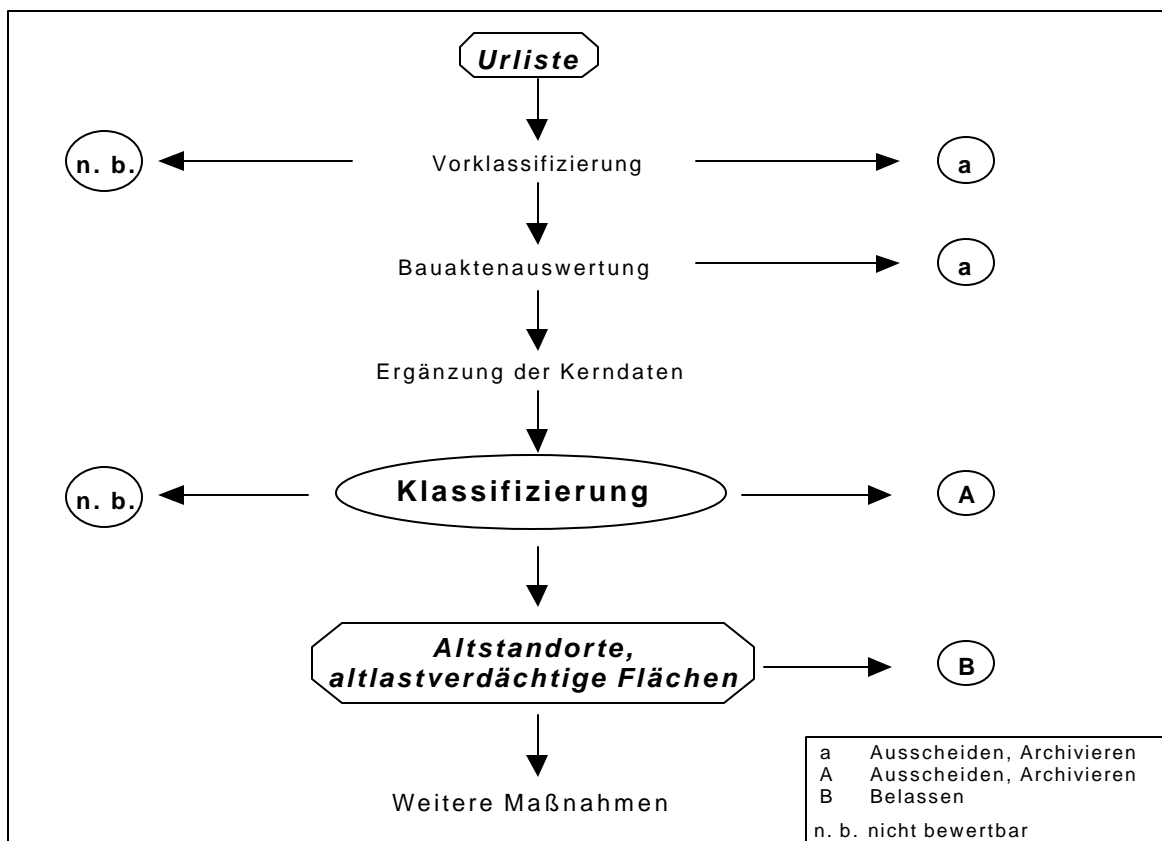 Urliste
n. b.
Vorklassifizierung
a
Bauaktenauswertung
a
Ergänzung der Kerndaten
n. b.
Klassifizierung
A
Altstandorte,
altlastverdächtige Flächen
B
Weitere Maßnahmen
a Ausscheiden, Archivieren
A Ausscheiden, Archivieren
B Belassen
n. b. nicht bewertbar